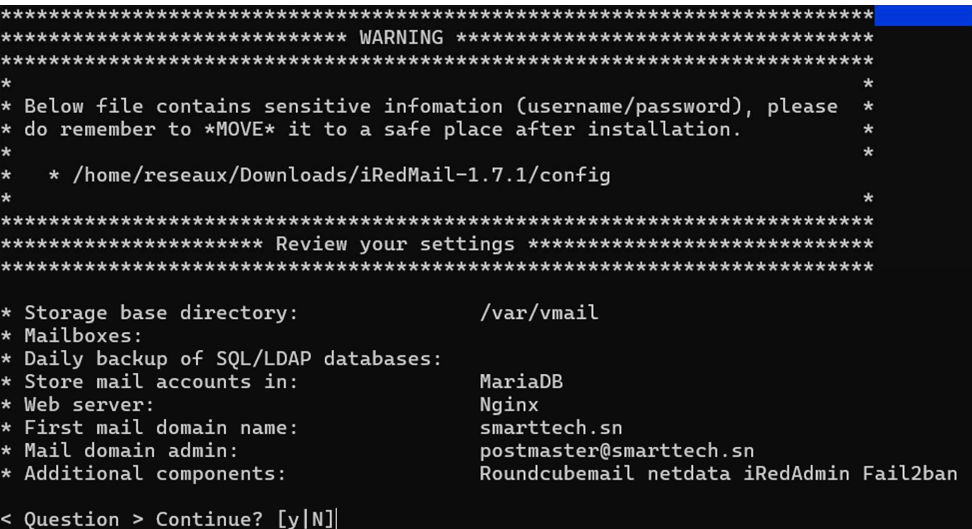 *************************************************************************
***************************** WARNING ***********************************
*************************************************************************
* *
* Below file contains sensitive infomation (username/password), please *
* do remember to *MOVE* it to a safe place after installation. *
* *
* * /home/reseaux/Downloads/iRedMail-1.7.1/config
* *
*************************************************************************
********************** Review your settings *****************************
*************************************************************************
* Storage base directory: /var/vmail
* Mailboxes:
* Daily backup of SQL/LDAP databases:
* Store mail accounts in: MariaDB
* Web server: Nginx
* First mail domain name: smarttech.sn
* Mail domain admin: postmaster@smarttech.sn
* Additional components: Roundcubemail netdata iRedAdmin Fail2ban
< Question > Continue? [y|N]